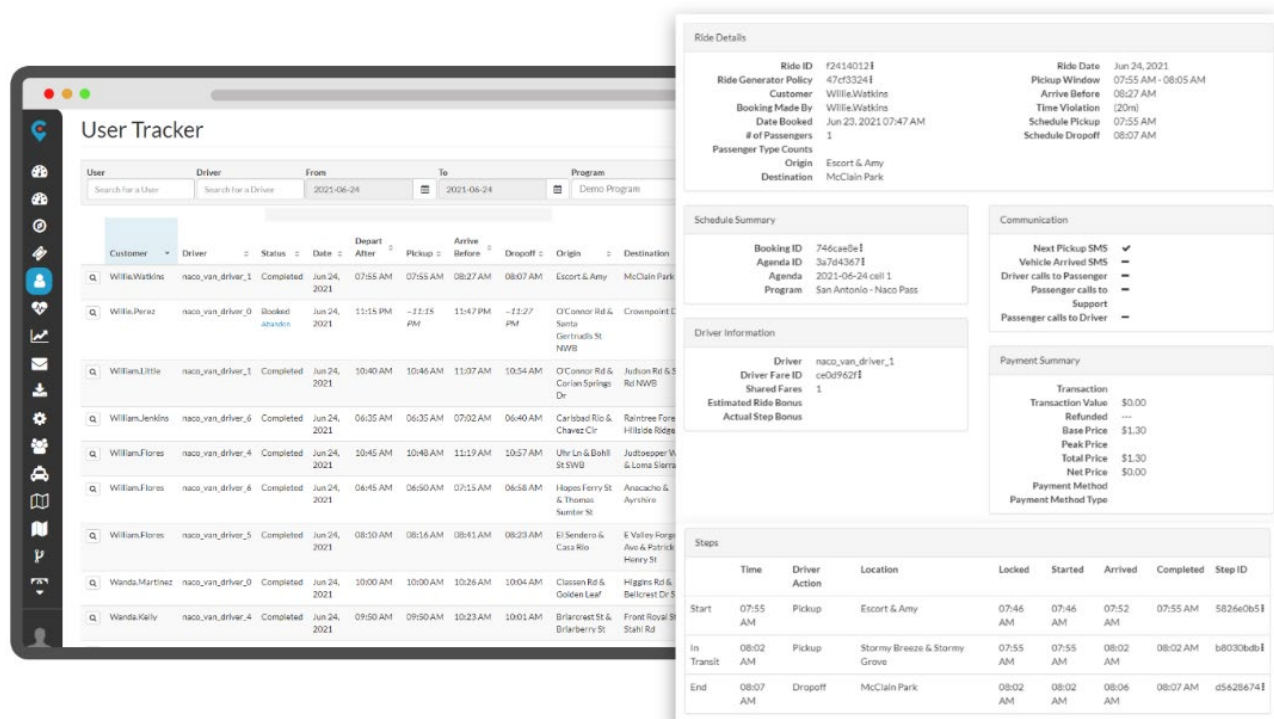 User Tracker
User Driver From To Program
Search for a User Search for a Driver 2021-06-24 2021-06-24 Demo Program
Customer Driver Status Date Depart After Pickup Arrive Before Dropoff Origin Destination
Willie.Watkins naco_van_driver_1 Completed Jun 24, 07:55 AM 07:55 AM 08:27 AM 08:07 AM Escort & Amy McClain Park
2021
Willie.Perez naco_van_driver_0 Booked Jun 24, 11:15 PM ~11:15 11:47 PM ~11:27 O'Connor Rd & Crownpoint
Abandon 2021 PM PM Santa
Gertrudis St
NWB
William.Little naco_van_driver_1 Completed Jun 24, 10:40 AM 10:46 AM 11:07 AM 10:54 AM O'Connor Rd & Judson Rd &
2021 Corian Springs Rd NWB
Dr
William.Jenkins naco_van_driver_6 Completed Jun 24, 06:35 AM 06:35 AM 07:02 AM 06:40 AM Carlsbad Rio & Raintree
2021 Chavez Cir Hillside Ridge
William.Flores naco_van_driver_4 Completed Jun 24, 10:45 AM 10:48 AM 11:19 AM 10:57 AM Uhr Ln & Bohli Judtoepper
2021 St SWB & Loma Sierra
William.Flores naco_van_driver_6 Completed Jun 24, 06:45 AM 06:50 AM 07:15 AM 06:58 AM Hopes Ferry St Anacacho &
2021 & Thomas Ayrshire
Sumter St
William.Flores naco_van_driver_5 Completed Jun 24, 08:10 AM 08:16 AM 08:41 AM 08:23 AM El Sendero & E Valley Forge
2021 Casa Rio Ave & Patrick
Henry St
Wanda.Martinez naco_van_driver_0 Completed Jun 24, 10:00 AM 10:00 AM 10:26 AM 10:04 AM Classen Rd & Higgins Rd &
2021 Golden Leaf Bellcrest Dr
Wanda.Kelly naco_van_driver_4 Completed Jun 24, 09:50 AM 09:50 AM 10:23 AM 10:01 AM Briarcrest St & Front Royal
2021 Briarberry St Stahl Rd
Ride Details
Ride ID f2414012 Ride Date Jun 24, 2021
Ride Generator Policy 47cf3324 Pickup Window 07:55 AM - 08:05 AM
Customer Willie.Watkins Arrive Before 08:27 AM
Booking Made By Willie.Watkins Time Violation (20m)
Date Booked Jun 23, 2021 07:47 AM Schedule Pickup 07:55 AM
# of Passengers 1 Schedule Dropoff 08:07 AM
Passenger Type Counts
Origin Escort & Amy
Destination McClain Park
Schedule Summary
Booking ID 746cae8e
Agenda ID 3a7d4367
Agenda 2021-06-24 cell 1
Program San Antonio - Naco Pass
Communication
Next Pickup SMS ✔
Vehicle Arrived SMS –
Driver calls to Passenger –
Passenger calls to –
Support
Passenger calls to Driver –
Driver Information
Driver naco_van_driver_1
Driver Fare ID ce0d962f
Shared Fares 1
Estimated Ride Bonus
Actual Step Bonus
Payment Summary
Transaction
Transaction Value $0.00
Refunded ---
Base Price $1.30
Peak Price
Total Price $1.30
Net Price $0.00
Payment Method
Payment Method Type
Steps
Time Driver Location Locked Started Arrived Completed Step ID
Action
Start 07:55 Pickup Escort & Amy 07:46 07:46 07:52 07:55 AM 5826e0b5
AM AM AM AM
In 08:02 Pickup Stormy Breeze & Stormy 07:55 07:55 08:02 08:02 AM b8030bdb
Transit AM Grove AM AM AM
End 08:07 Dropoff McClain Park 08:02 08:02 08:06 08:07 AM d5628674
AM AM AM AM